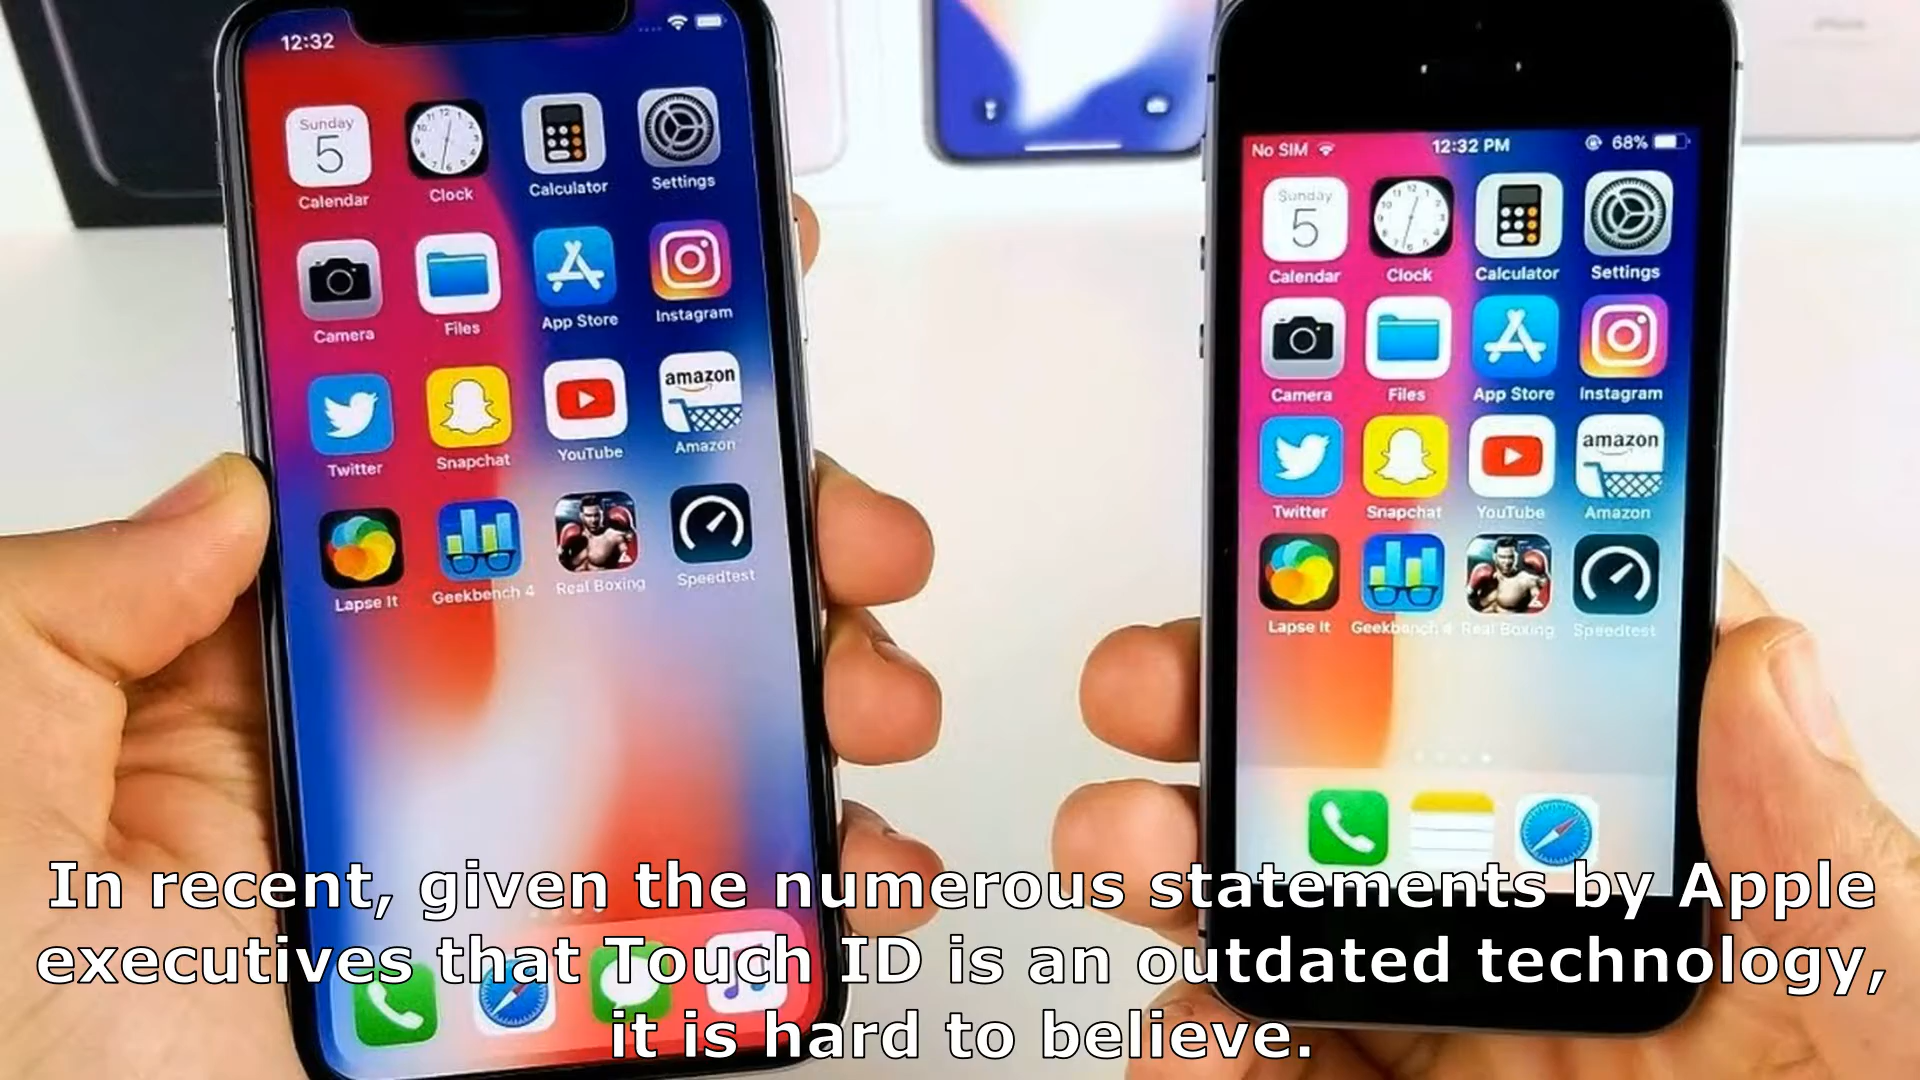 12:32
Sunday
5
Calendar
Clock
Calculator
Settings
Camera
Files
App Store
Instagram
amazon
Twitter
Snapchat
YouTube
Amazon
Lapse It
Geekbench 4
Real Boxing
Speedtest
No SIM
12:32 PM
68%
Sunday
5
Calendar
Clock
Calculator
Settings
Camera
Files
App Store
Instagram
amazon
Twitter
Snapchat
YouTube
Amazon
Lapse It
Geekbench 4
Real Boxing
Speedtest
In recent, given the numerous statements by Apple
executives that Touch ID is an outdated technology,
it is hard to believe.